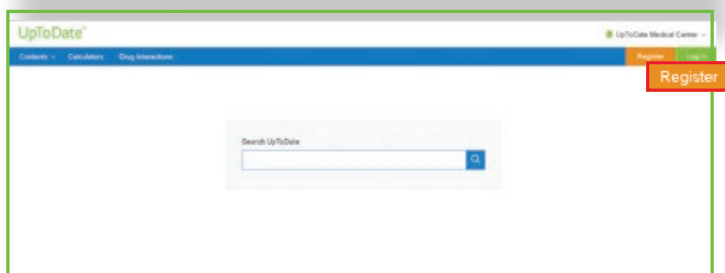 UpToDate®
UpToDate Medical Center
Contents Calculators Drug Interactions Register Log In
Register
Search UpToDate